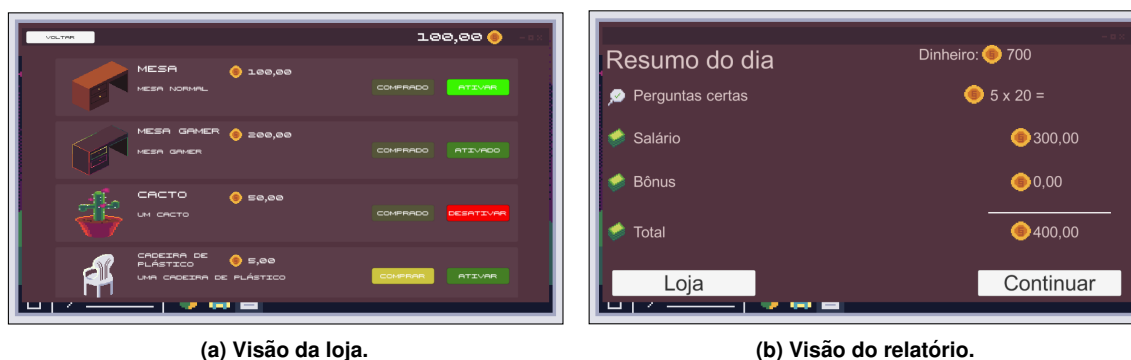 VOLTAR
100,00
MESA
100,00
MESA NORMAL
COMPRADO
ATIVAR
MESA GAMER
200,00
MESA GAMER
COMPRADO
ATIVADO
CACTO
50,00
UM CACTO
COMPRADO
DESATIVAR
CADEIRA DE
PLÁSTICO
5,00
UMA CADEIRA DE PLÁSTICO
COMPRAR
ATIVAR
(a) Visão da loja.
Resumo do dia
Dinheiro: 700
Perguntas certas
5 x 20 =
Salário
300,00
Bônus
0,00
Total
400,00
Loja
Continuar
(b) Visão do relatório.